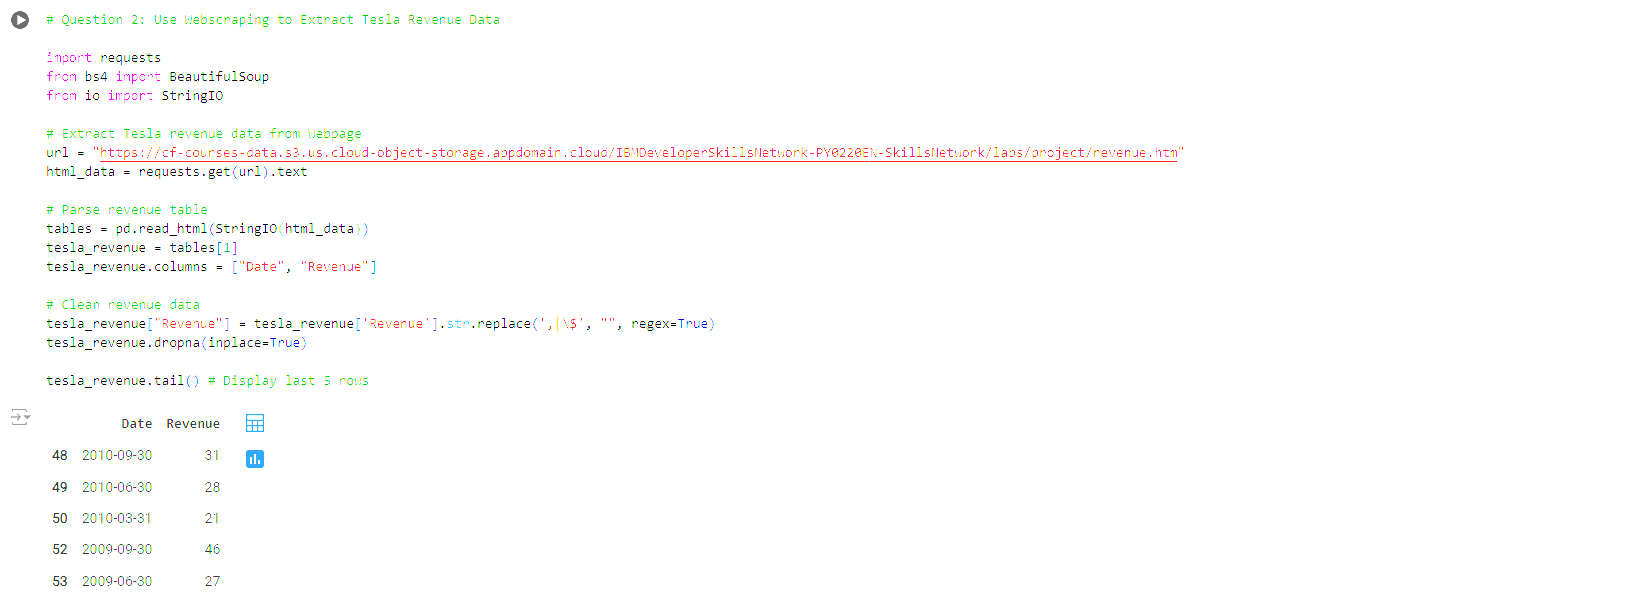 # Question 2: Use Webscraping to Extract Tesla Revenue Data
import requests
from bs4 import BeautifulSoup
from io import StringIO
# Extract Tesla revenue data from webpage
url = "https://cf-courses-data.s3.us.cloud-object-storage.appdomain.cloud/IBMDeveloperSkillsNetwork-PY0220EN-SkillsNetwork/labs/project/revenue.htm"
html_data = requests.get(url).text
# Parse revenue table
tables = pd.read_html(StringIO(html_data))
tesla_revenue = tables[1]
tesla_revenue.columns = ["Date", "Revenue"]
# Clean revenue data
tesla_revenue["Revenue"] = tesla_revenue['Revenue'].str.replace(',|\$', "", regex=True)
tesla_revenue.dropna(inplace=True)
tesla_revenue.tail() # Display last 5 rows
Date Revenue
48 2010-09-30 31
49 2010-06-30 28
50 2010-03-31 21
52 2009-09-30 46
53 2009-06-30 27